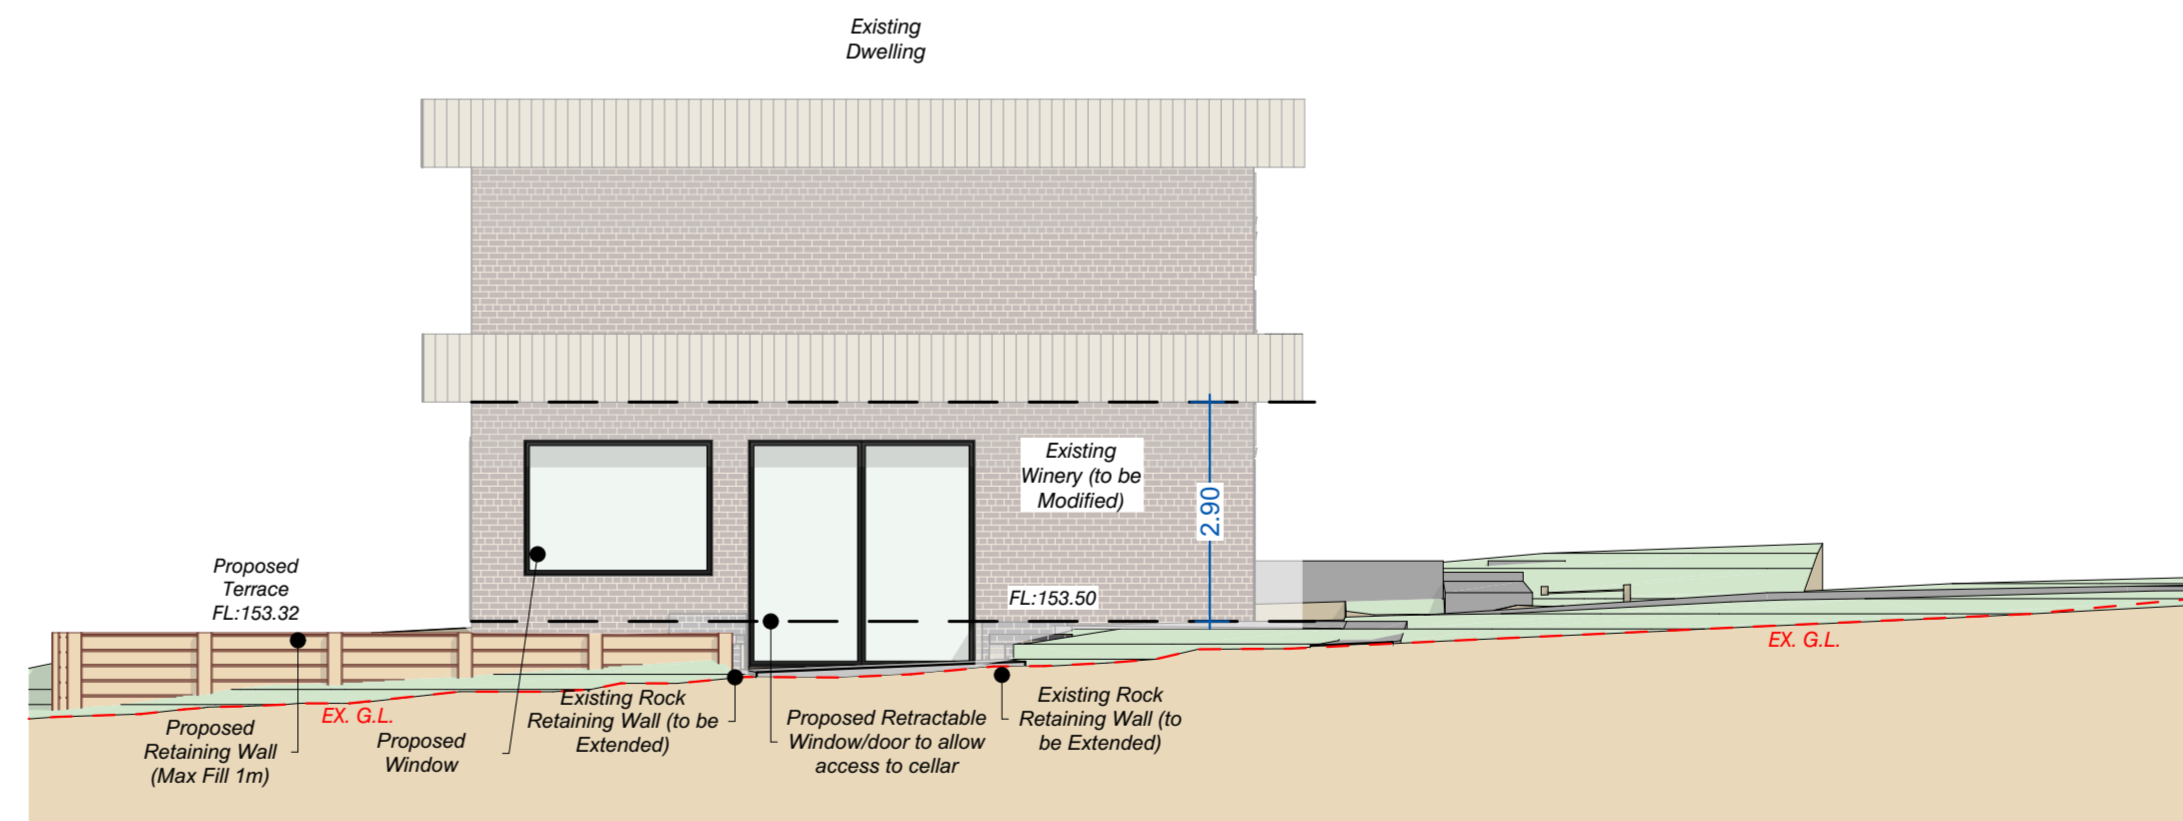 Existing
Dwelling
Existing
Winery (to be
Modified)
2.90
Proposed
Terrace
FL:153.32
FL:153.50
EX. G.L.
EX. G.L.
Proposed
Retaining Wall
(Max Fill 1m)
Proposed
Window
Existing Rock
Retaining Wall (to be
Extended)
Proposed Retractable
Window/door to allow
access to cellar
Existing Rock
Retaining Wall (to
be Extended)